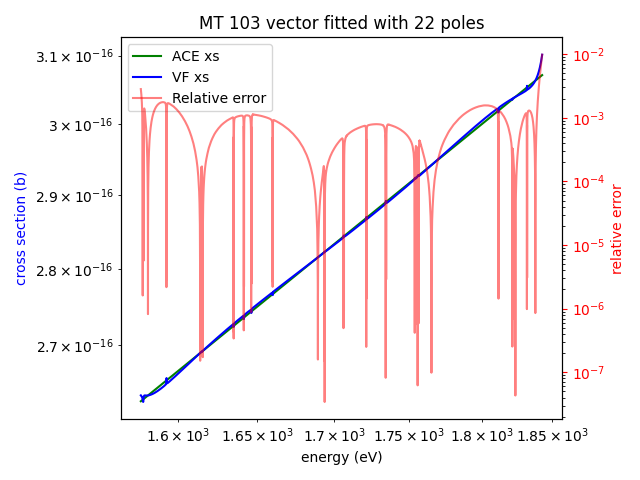 MT 103 vector fitted with 22 poles
ACE xs
VF xs
Relative error
3.1 × 10⁻¹⁶
3 × 10⁻¹⁶
2.9 × 10⁻¹⁶
2.8 × 10⁻¹⁶
2.7 × 10⁻¹⁶
cross section (b)
10⁻²
10⁻³
10⁻⁴
10⁻⁵
10⁻⁶
10⁻⁷
relative error
1.6 × 10³ 1.65 × 10³ 1.7 × 10³ 1.75 × 10³ 1.8 × 10³ 1.85 × 10³
energy (eV)